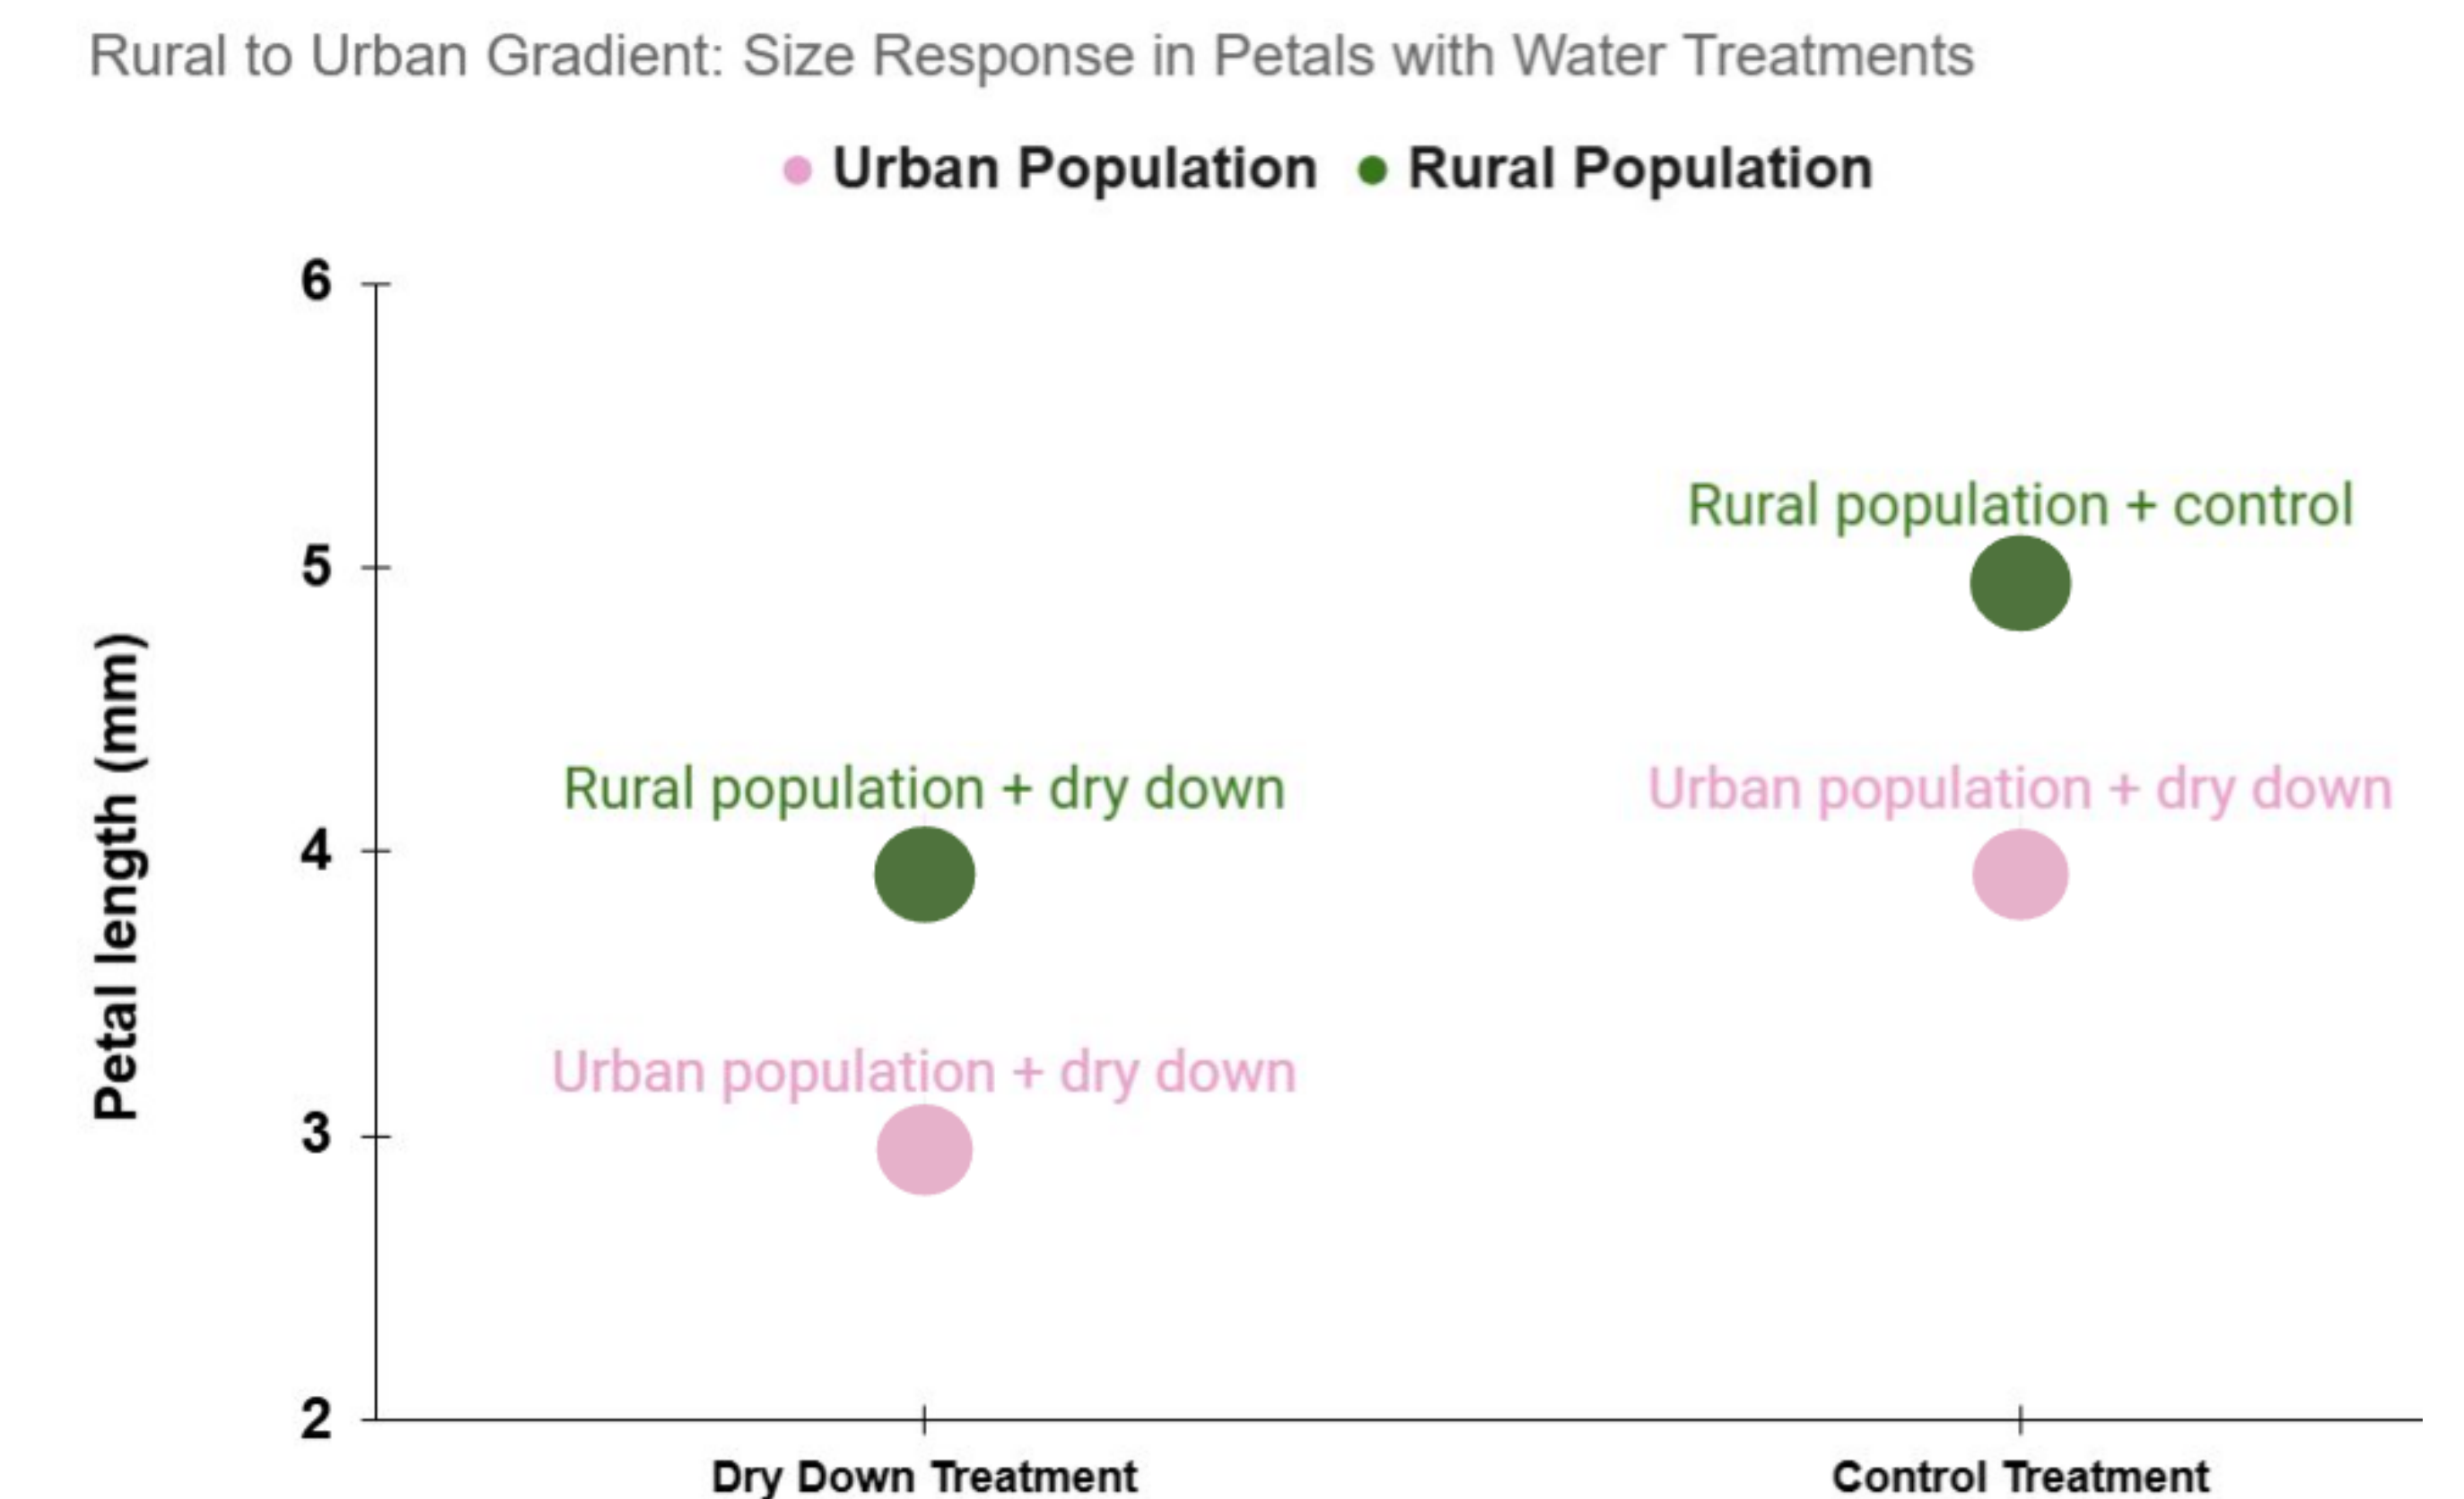 Rural to Urban Gradient: Size Response in Petals with Water Treatments
Urban Population Rural Population
6
Rural population + control
5
Rural population + dry down
Urban population + dry down
4
Urban population + dry down
3
2
Petal length (mm)
Dry Down Treatment
Control Treatment